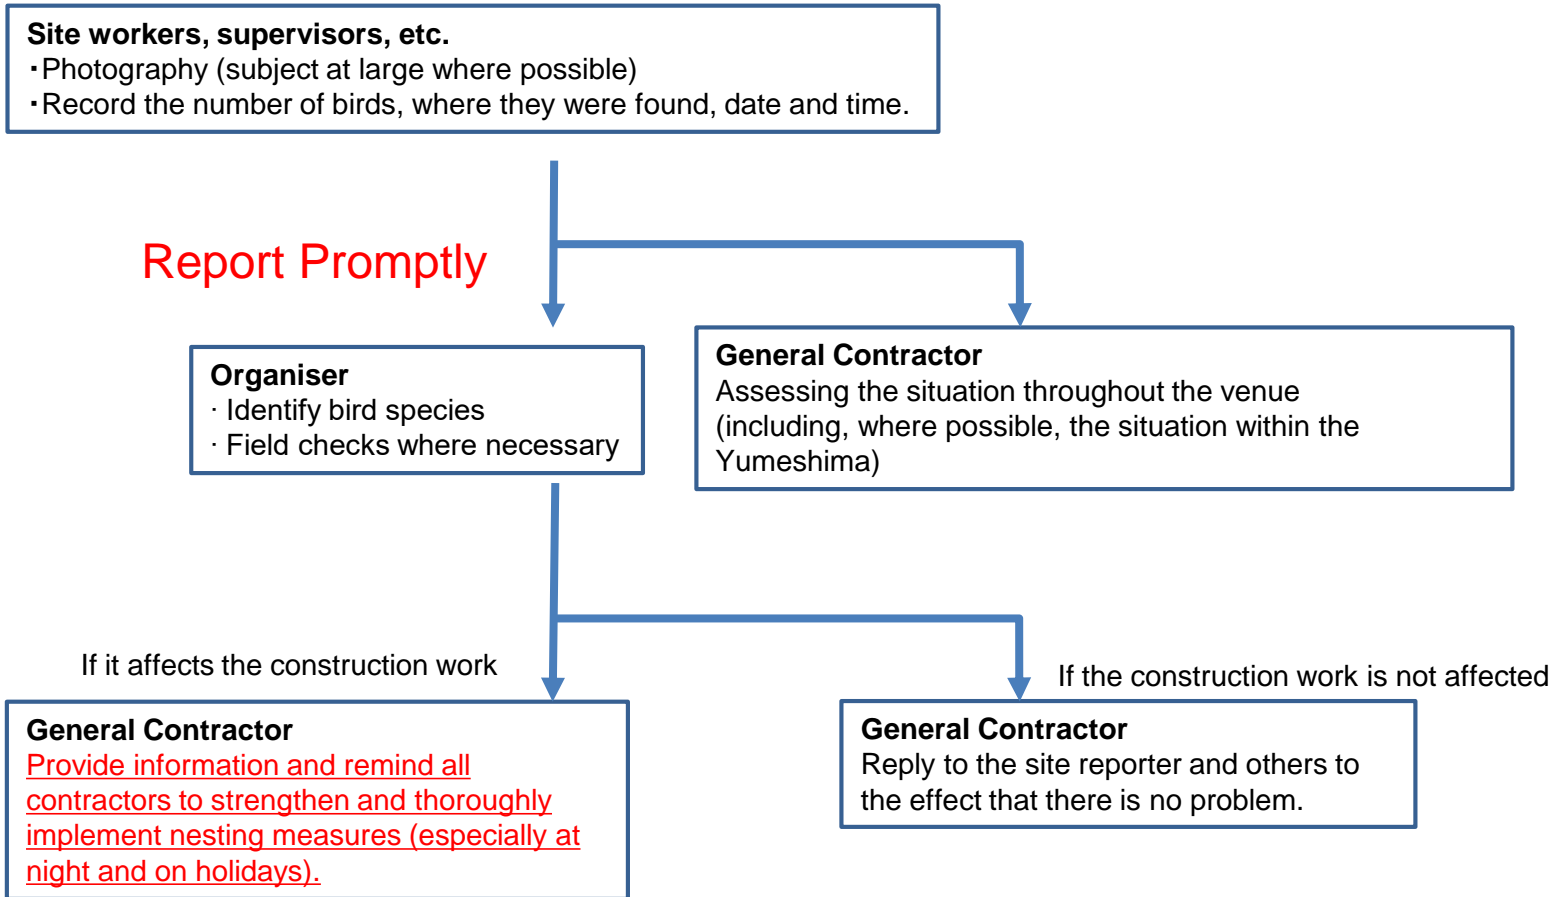 Site workers, supervisors, etc.
・Photography (subject at large where possible)
・Record the number of birds, where they were found, date and time.
Report Promptly
Organiser
· Identify bird species
· Field checks where necessary
General Contractor
Assessing the situation throughout the venue
(including, where possible, the situation within the
Yumeshima)
If it affects the construction work
If the construction work is not affected
General Contractor
Provide information and remind all
contractors to strengthen and thoroughly
implement nesting measures (especially at
night and on holidays).
General Contractor
Reply to the site reporter and others to
the effect that there is no problem.